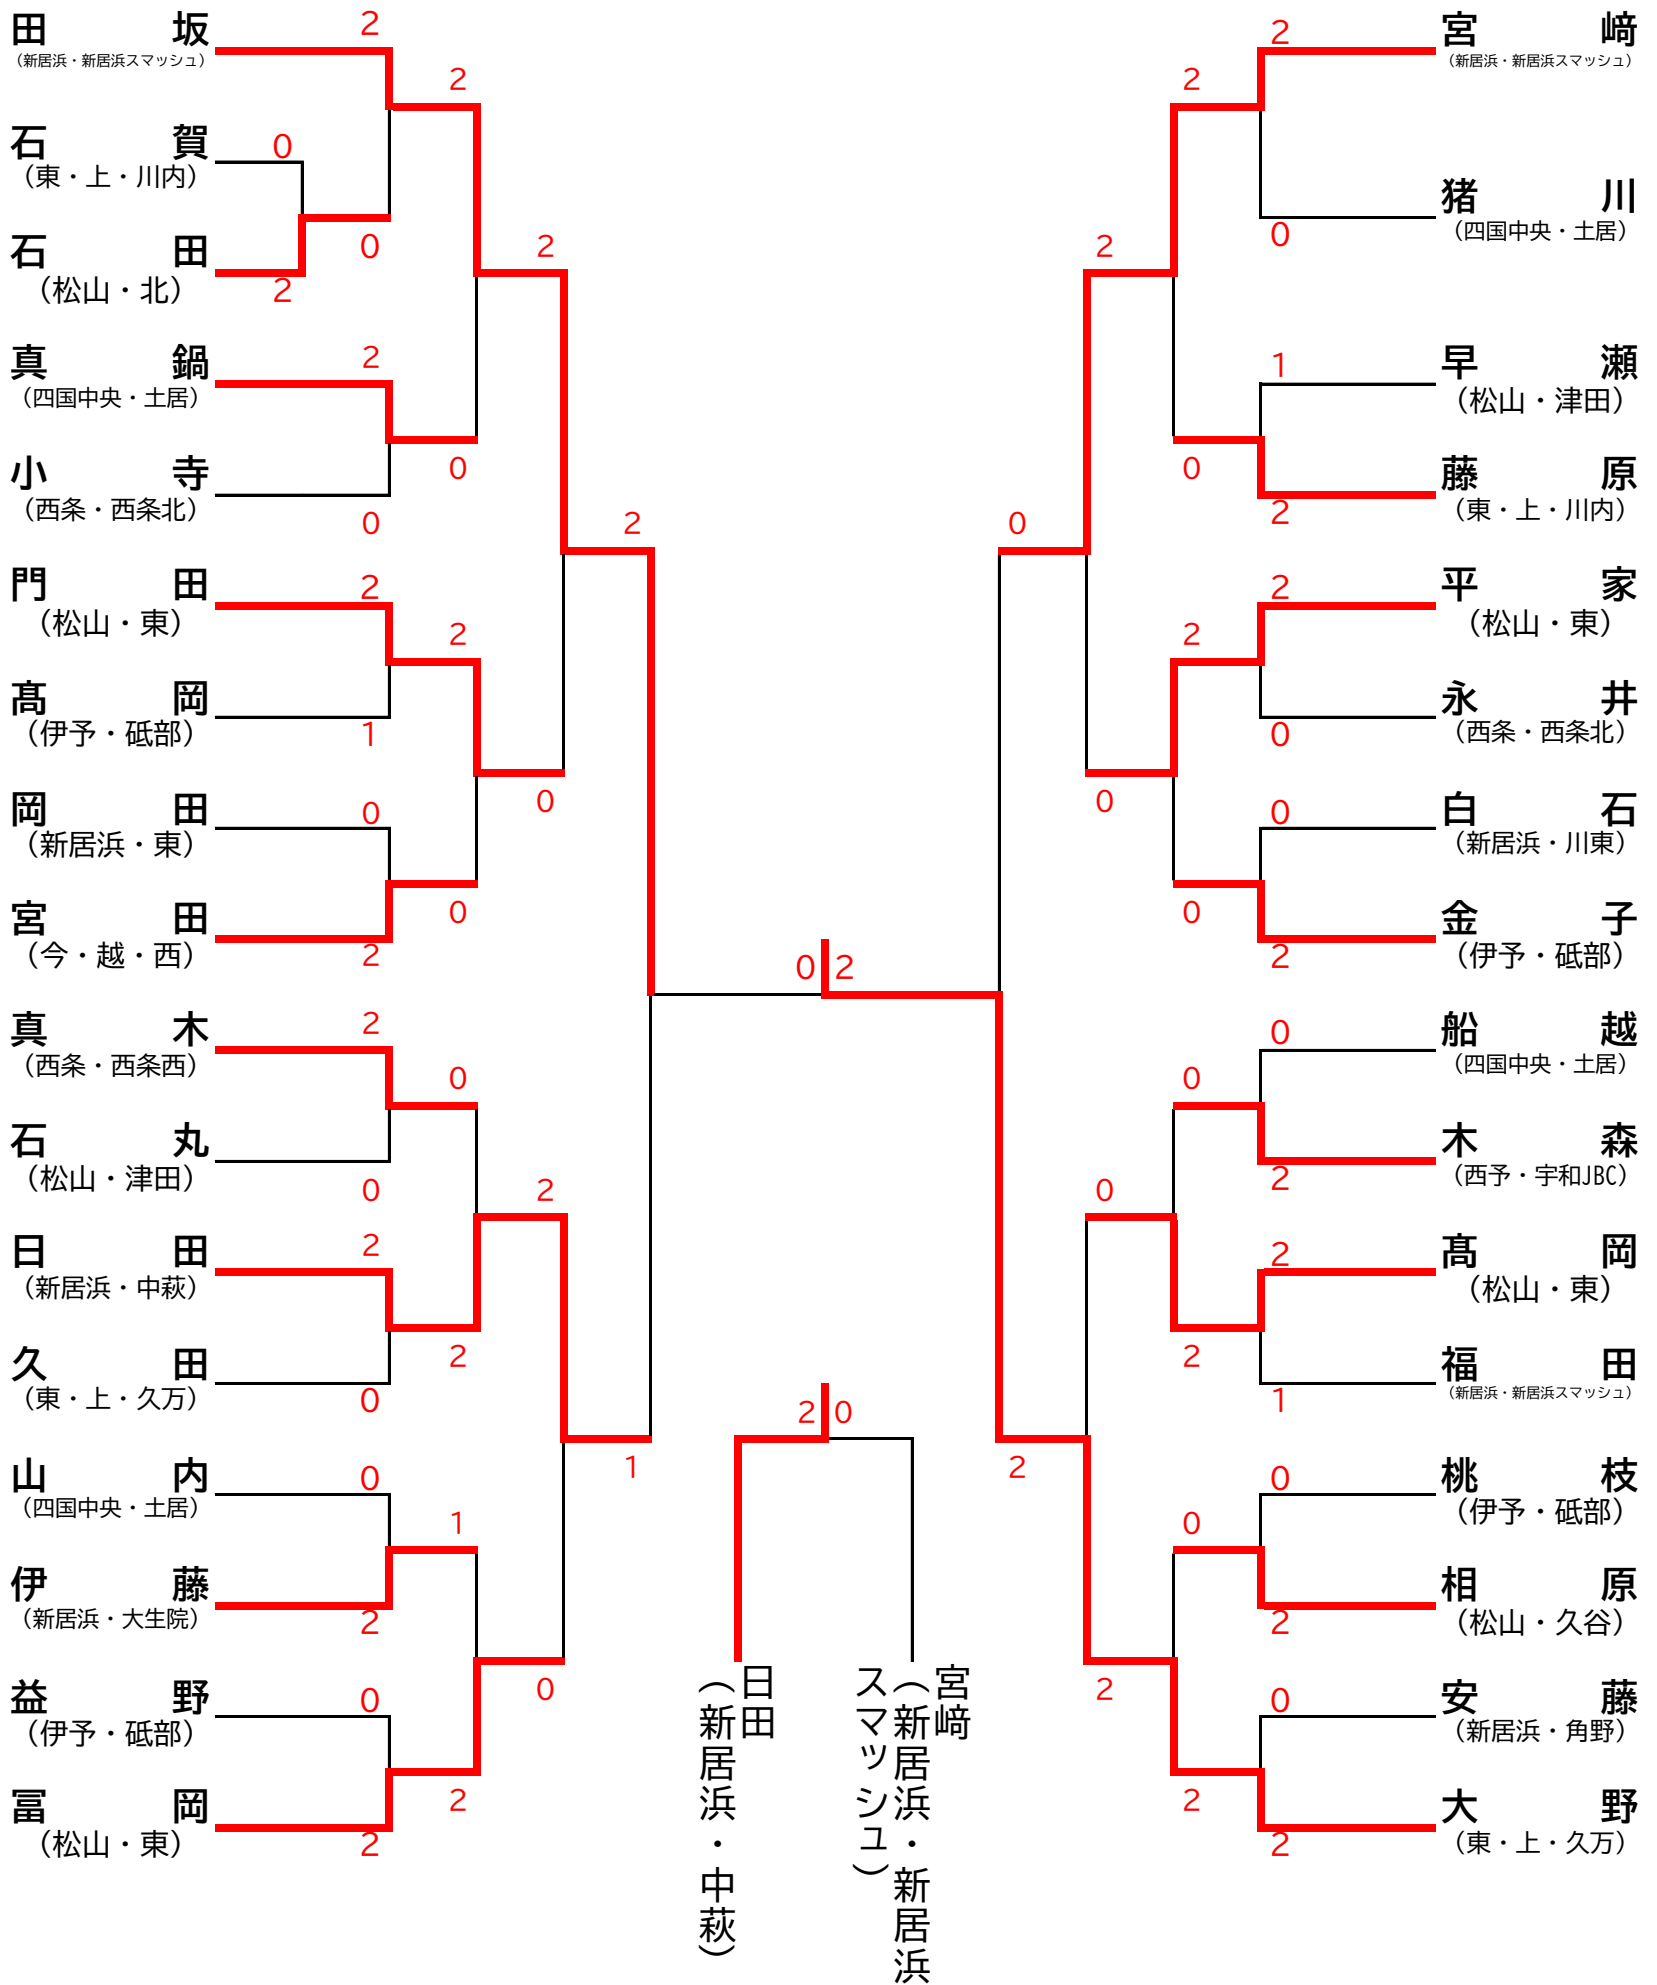 田坂
（新居浜・新居浜スマッシュ）
2
2
石賀
（東・上・川内）
0
石田
（松山・北）
2
0
2
真鍋
（四国中央・土居）
2
0
小寺
（西条・西条北）
0
2
門田
（松山・東）
2
2
髙岡
（伊予・砥部）
1
0
岡田
（新居浜・東）
0
0
宮田
（今・越・西）
2
真木
（西条・西条西）
2
0
石丸
（松山・津田）
0
2
日田
（新居浜・中萩）
2
2
久田
（東・上・久万）
0
1
山内
（四国中央・土居）
0
1
伊藤
（新居浜・大生院）
2
0
益野
（伊予・砥部）
0
2
冨岡
（松山・東）
2
0 2
2 0
日田
（新居浜・中萩）
宮﨑
（新居浜・新居浜
スマッシュ）
2
2
宮﨑
（新居浜・新居浜スマッシュ）
猪川
（四国中央・土居）
0
2
1
早瀬
（松山・津田）
0
藤原
（東・上・川内）
2
0
2
平家
（松山・東）
2
永井
（西条・西条北）
0
0
0
白石
（新居浜・川東）
0
金子
（伊予・砥部）
2
0
船越
（四国中央・土居）
0
木森
（西予・宇和JBC）
2
0
2
髙岡
（松山・東）
2
福田
（新居浜・新居浜スマッシュ）
1
2
0
桃枝
（伊予・砥部）
0
相原
（松山・久谷）
2
2
0
安藤
（新居浜・角野）
2
大野
（東・上・久万）
2